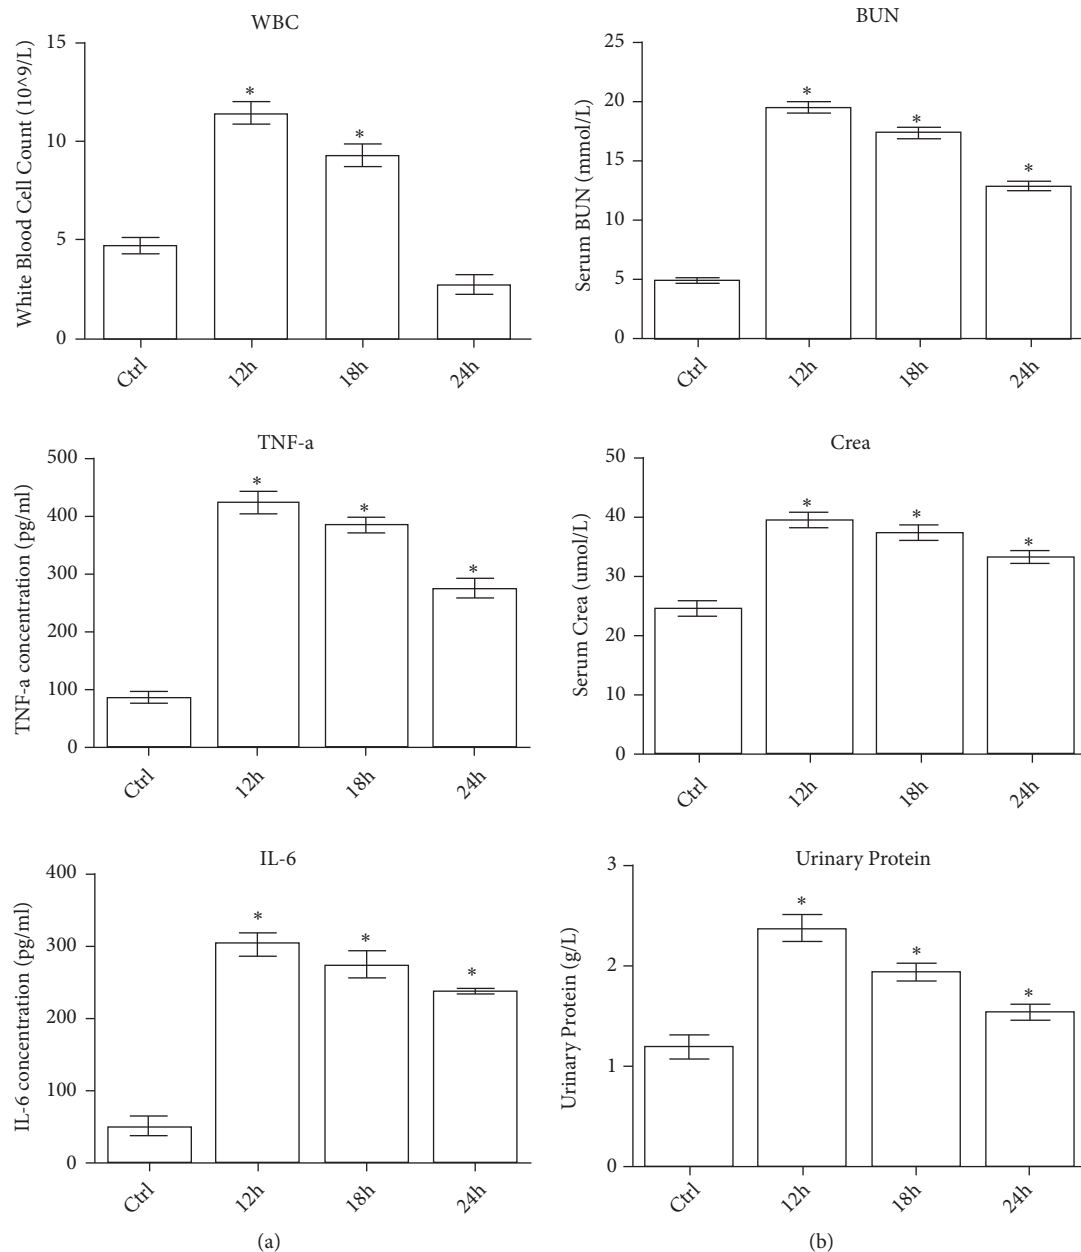 WBC
White Blood Cell Count (10^9/L)
15
10
5
0
*
*
Ctrl
12h
18h
24h
BUN
Serum BUN (mmol/L)
25
20
15
10
5
0
*
*
*
Ctrl
12h
18h
24h
TNF-a
TNF-a concentration (pg/ml)
500
400
300
200
100
0
*
*
*
Ctrl
12h
18h
24h
Crea
Serum Crea (umol/L)
50
40
30
20
10
0
*
*
*
Ctrl
12h
18h
24h
IL-6
IL-6 concentration (pg/ml)
400
300
200
100
0
*
*
*
Ctrl
12h
18h
24h
(a)
Urinary Protein
Urinary Protein (g/L)
3
2
1
0
*
*
*
Ctrl
12h
18h
24h
(b)